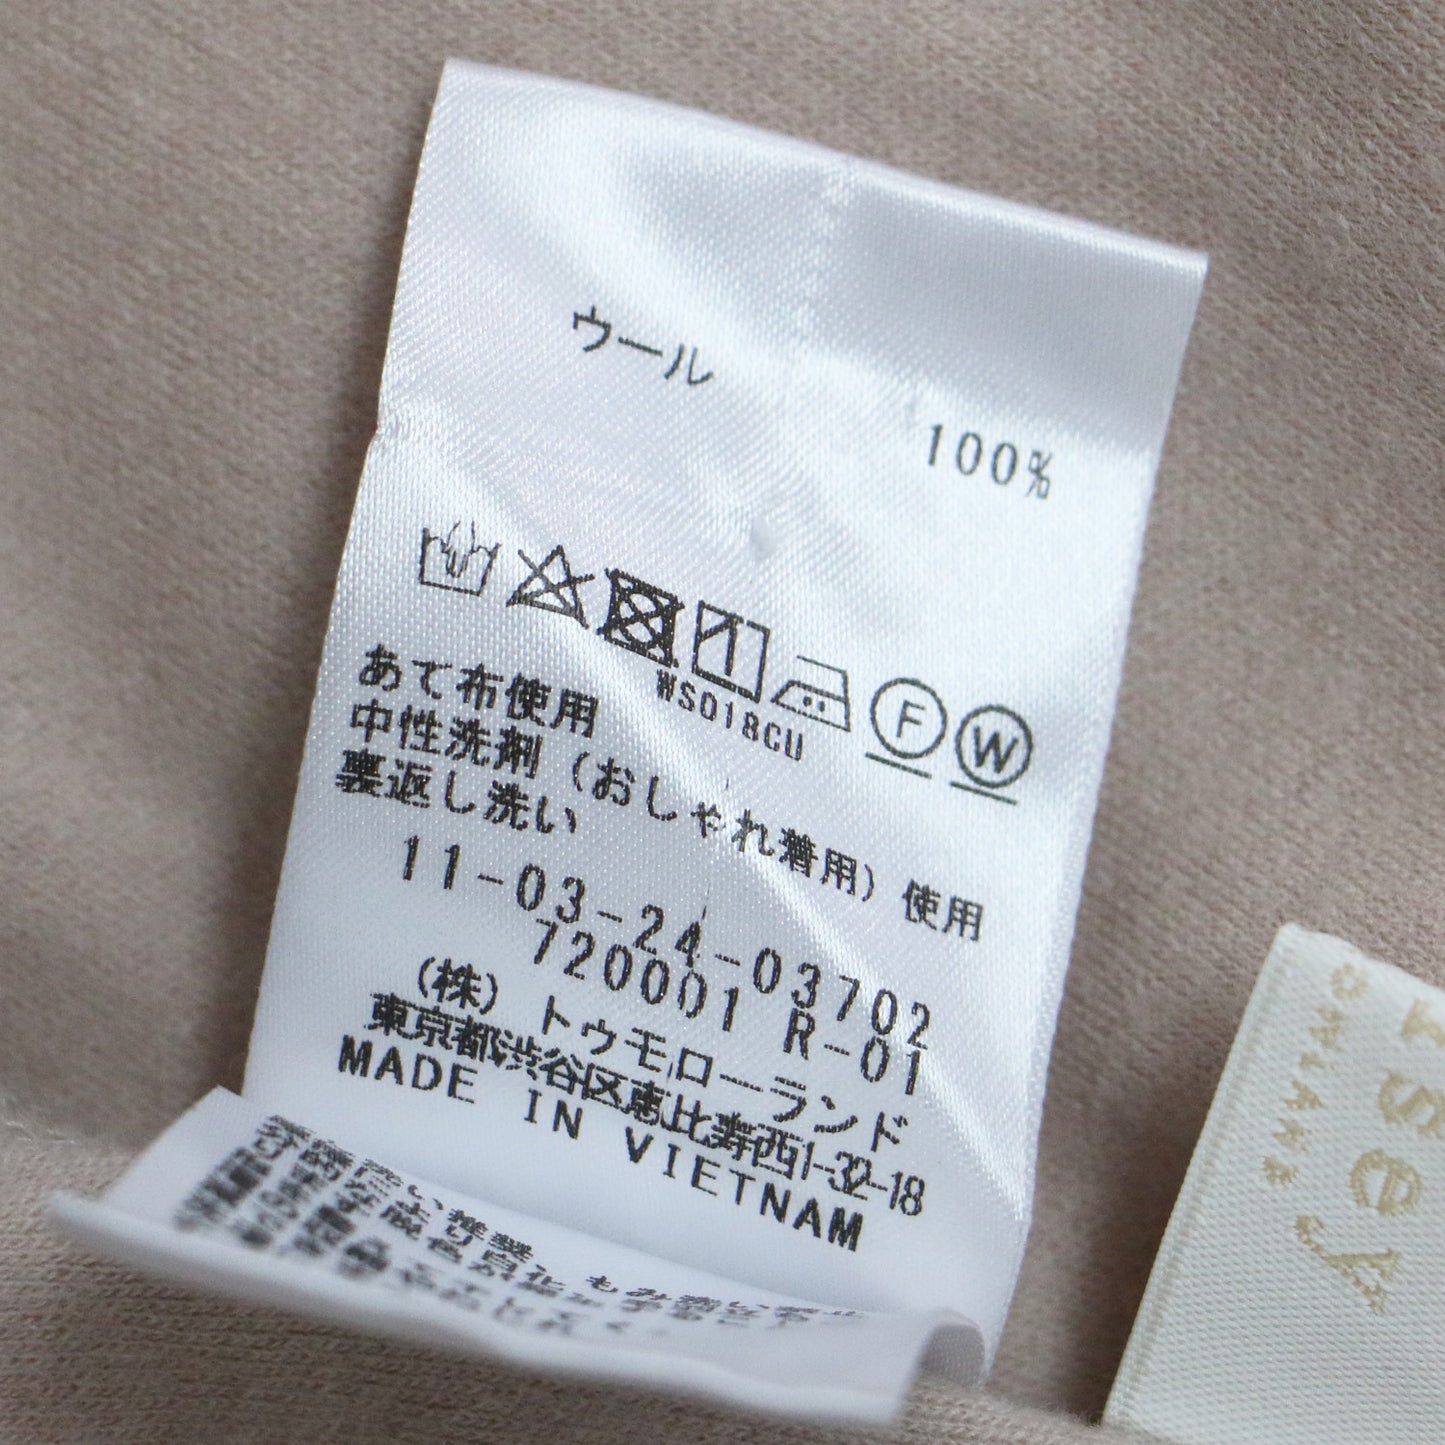 ウール
100%
WS018CU
あて布使用
中性洗剤（おしゃれ着用）使用
裏返し洗い
11-03-24-03702
720001 R-01
（株）トゥモローランド
東京都渋谷区恵比寿西1-32-18
MADE IN VIETNAM
F
W
sey